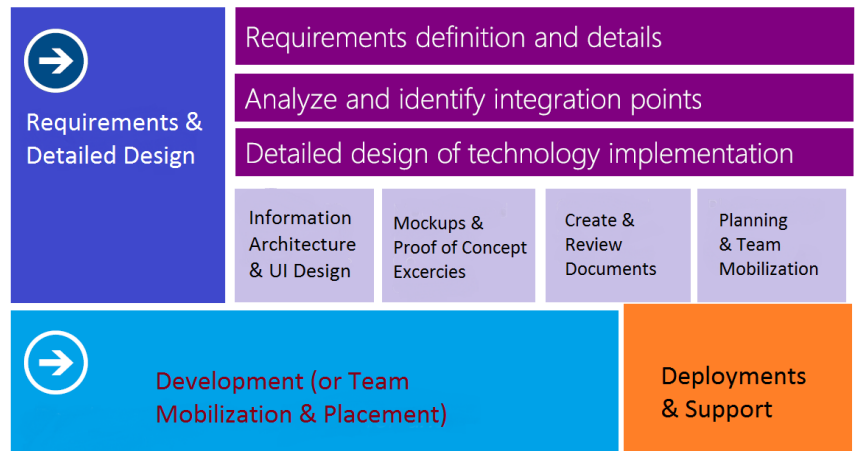 Requirements &
Detailed Design
Requirements definition and details
Analyze and identify integration points
Detailed design of technology implementation
Information
Architecture
& UI Design
Mockups &
Proof of Concept
Excercies
Create &
Review
Documents
Planning
& Team
Mobilization
Development (or Team
Mobilization & Placement)
Deployments
& Support